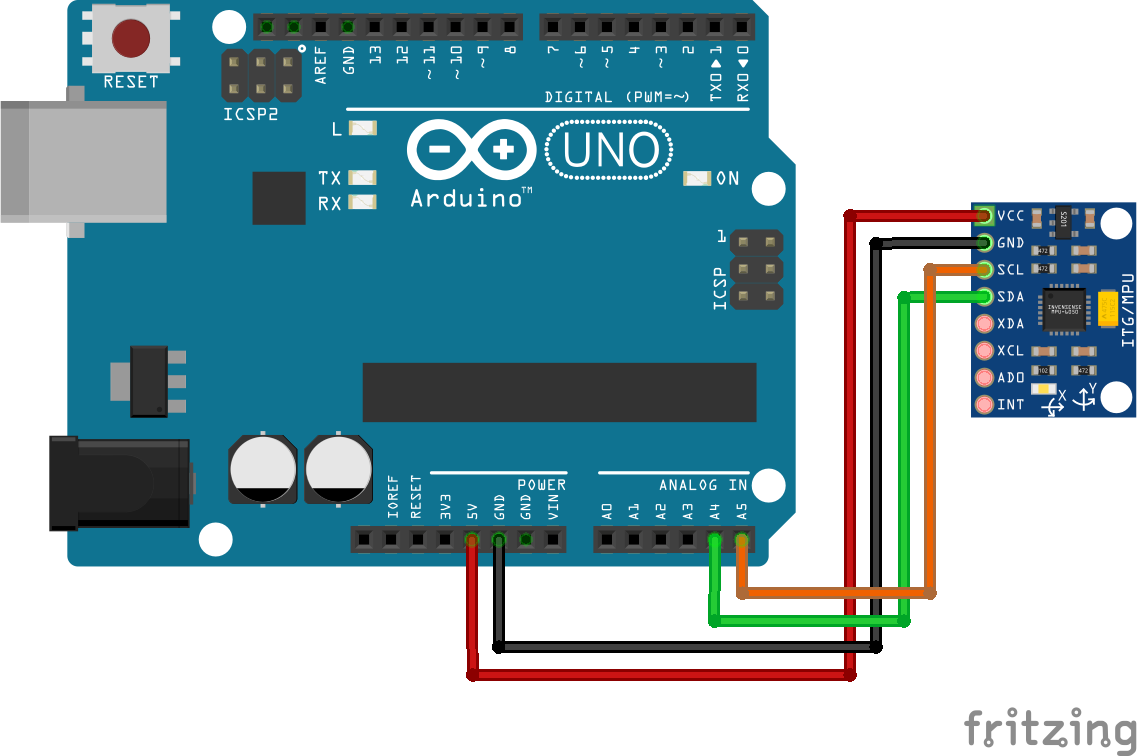 RESET
AREF
GND
13
12
~11
~10
~9
8
7
~6
~5
4
~3
2
TX0▶1
RX0◀0
ICSP2
DIGITAL (PWM=~)
L
TX
RX
Arduino™
UNO
ON
1
ICSP
IOREF
RESET
3V3
5V
GND
GND
VIN
POWER
ANALOG IN
A0
A1
A2
A3
A4
A5
VCC
GND
SCL
SDA
XDA
XCL
ADO
INT
5201
472
472
INVENSENSE
MPU-6050
102
472
X
Y
ITG/MPU
fritzing